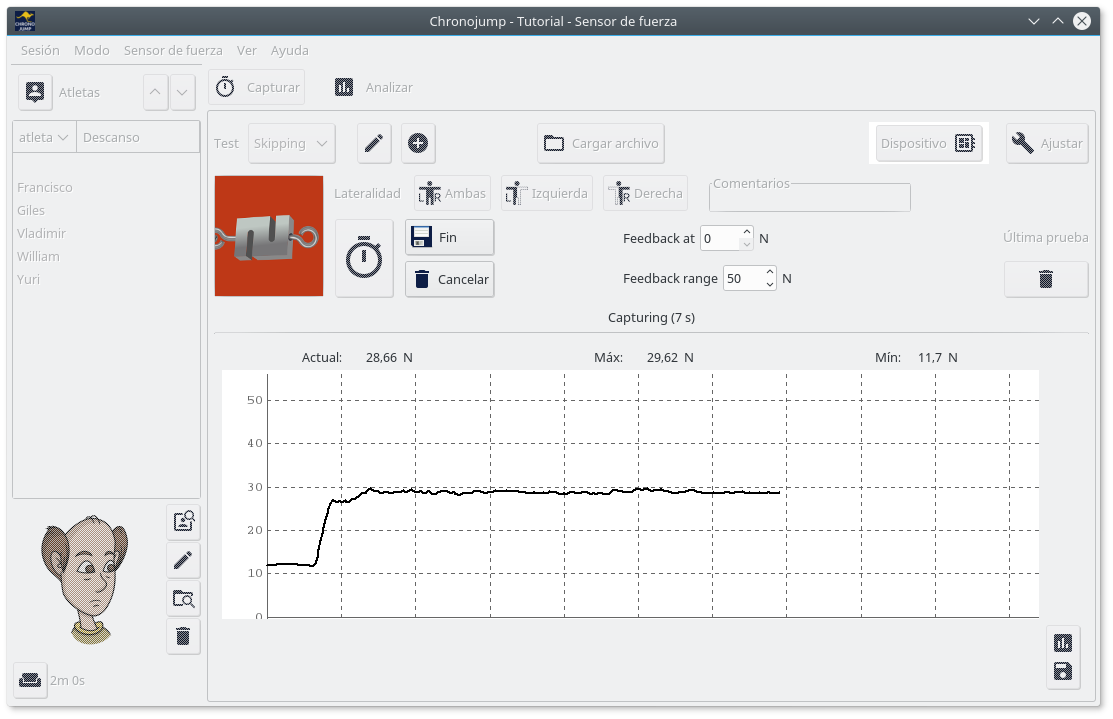 CHRONO
JUMP
Chronojump - Tutorial - Sensor de fuerza
Sesión Modo Sensor de fuerza Ver Ayuda
Atletas
Capturar
Analizar
atleta
Descanso
Francisco
Giles
Vladimir
William
Yuri
2m 0s
Test
Skipping
Cargar archivo
Dispositivo
Ajustar
Lateralidad
L R Ambas
L Izquierda
R Derecha
Comentarios
Fin
Cancelar
Feedback at 0 N
Feedback range 50 N
Última prueba
Capturing (7 s)
Actual: 28,66 N
Máx: 29,62 N
Mín: 11,7 N
50
40
30
20
10
0